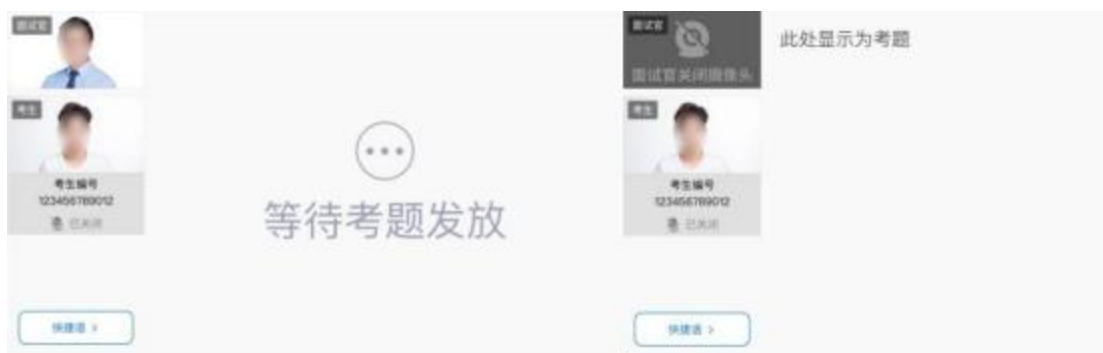 面试官
考生
考生编号
123456789012
已关闭
快捷语 >
等待考题发放
面试官
面试官关闭摄像头
考生
考生编号
123456789012
已关闭
快捷语 >
此处显示为考题